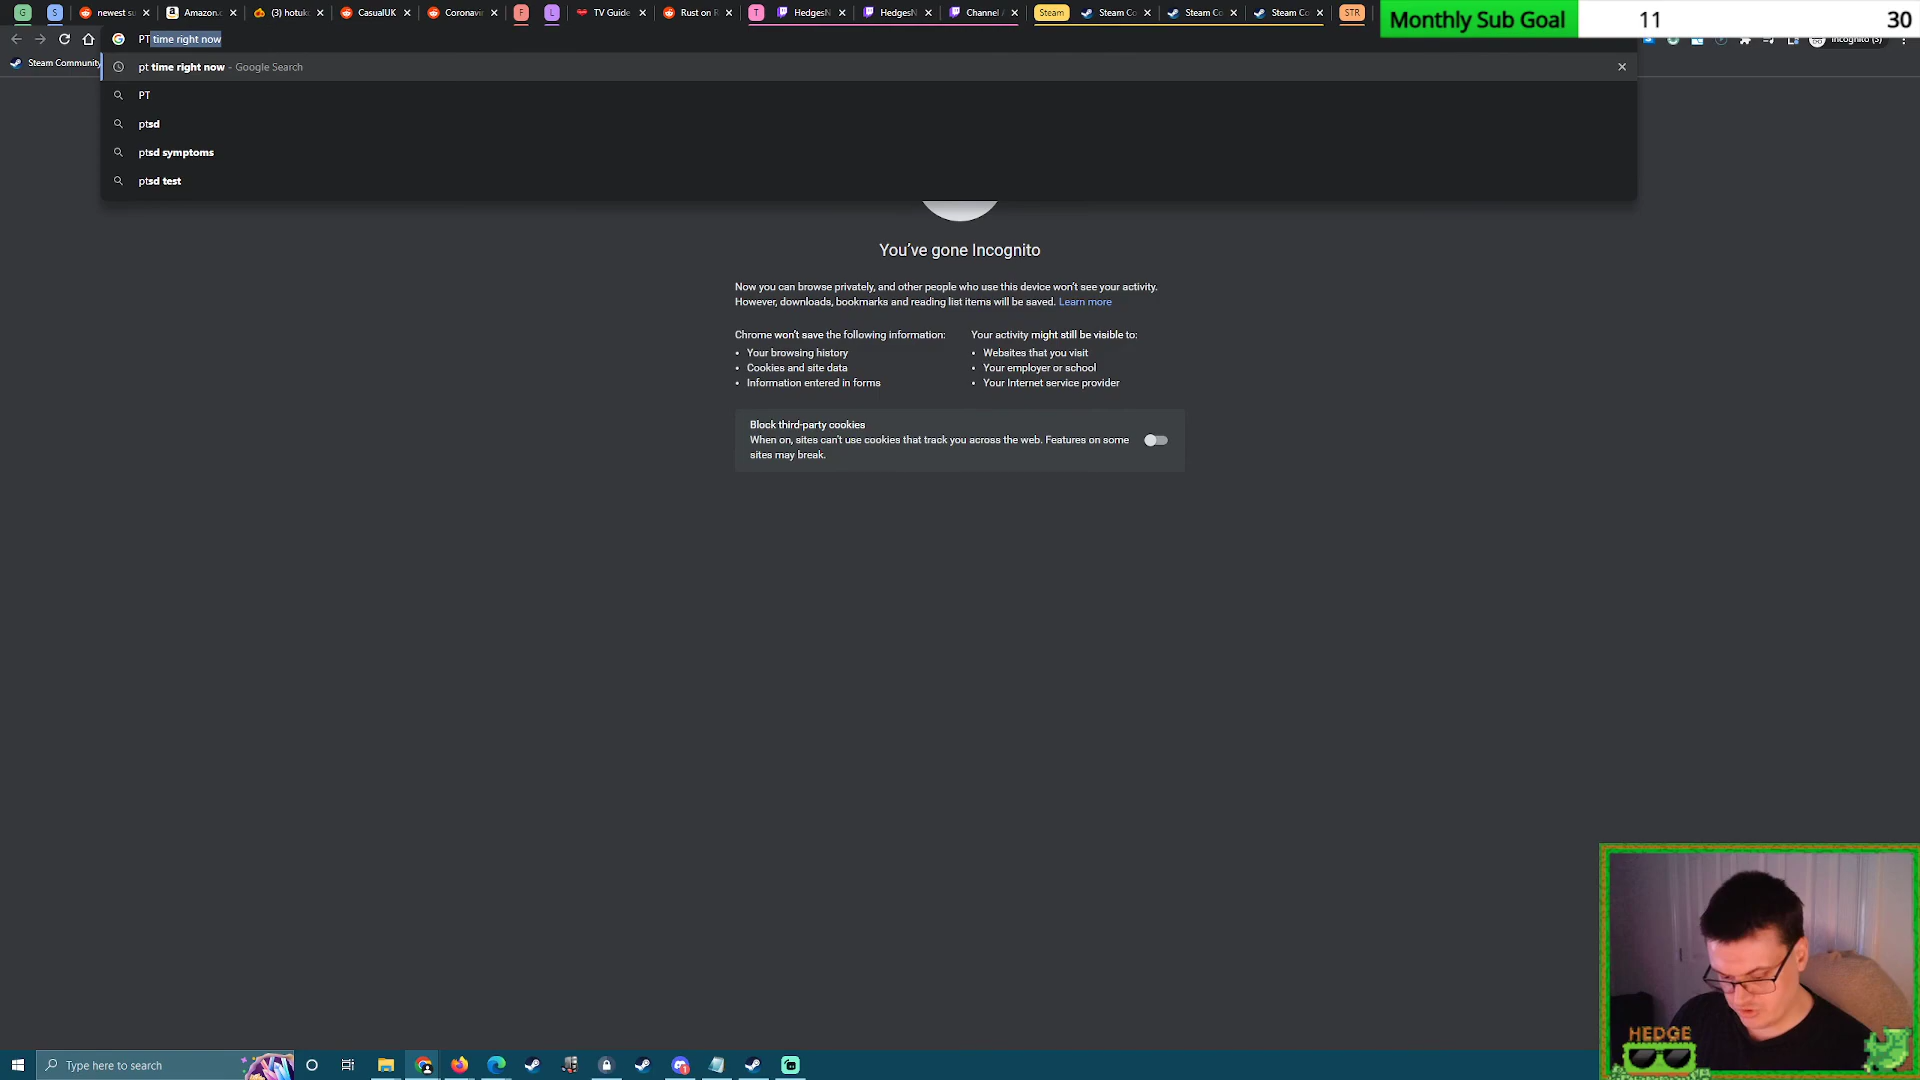 G
S
newest su
Amazon.c
(3) hotuk
CasualUK
Coronavir
F
L
TV Guide
Rust on R
T
HedgesN
HedgesN
Channel /
Steam
Steam Co
Steam Co
Steam Co
STR
Monthly Sub Goal
11
30
PT time right now
Incognito (3)
Steam Community
pt time right now - Google Search
PT
ptsd
ptsd symptoms
ptsd test
You've gone Incognito
Now you can browse privately, and other people who use this device won't see your activity.
However, downloads, bookmarks and reading list items will be saved. Learn more
Chrome won't save the following information:
• Your browsing history
• Cookies and site data
• Information entered in forms
Your activity might still be visible to:
• Websites that you visit
• Your employer or school
• Your Internet service provider
Block third-party cookies
When on, sites can't use cookies that track you across the web. Features on some
sites may break.
HEDGE
Type here to search